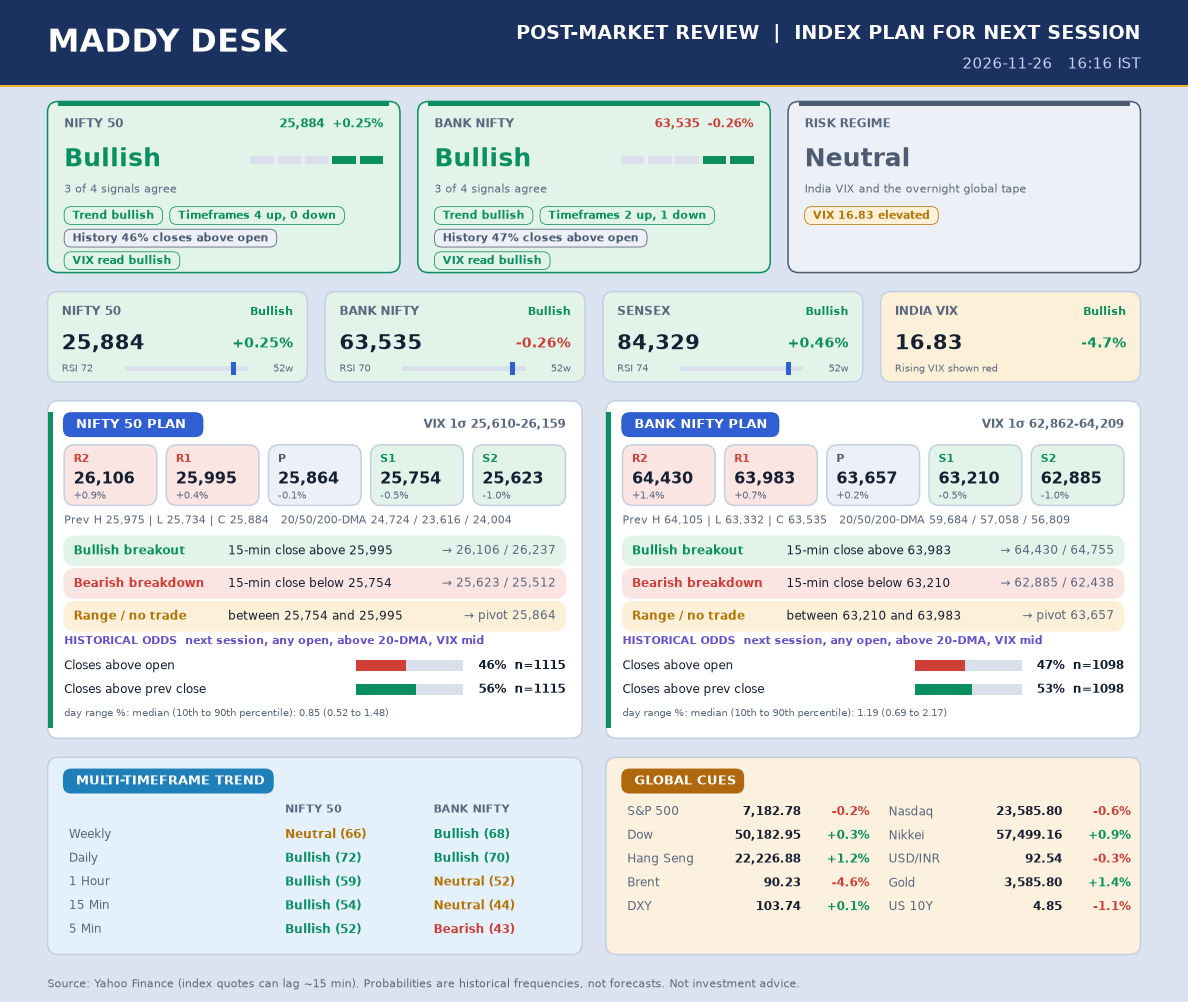 MADDY DESK
POST-MARKET REVIEW | INDEX PLAN FOR NEXT SESSION
2026-11-26 16:16 IST
NIFTY 50 25,884 +0.25%
Bullish
3 of 4 signals agree
Trend bullish Timeframes 4 up, 0 down
History 46% closes above open
VIX read bullish
BANK NIFTY 63,535 -0.26%
Bullish
3 of 4 signals agree
Trend bullish Timeframes 2 up, 1 down
History 47% closes above open
VIX read bullish
RISK REGIME
Neutral
India VIX and the overnight global tape
VIX 16.83 elevated
NIFTY 50 Bullish
25,884 +0.25%
RSI 72 52w
BANK NIFTY Bullish
63,535 -0.26%
RSI 70 52w
SENSEX Bullish
84,329 +0.46%
RSI 74 52w
INDIA VIX Bullish
16.83 -4.7%
Rising VIX shown red
NIFTY 50 PLAN VIX 1σ 25,610-26,159
R2 R1 P S1 S2
26,106 25,995 25,864 25,754 25,623
+0.9% +0.4% -0.1% -0.5% -1.0%
Prev H 25,975 | L 25,734 | C 25,884 20/50/200-DMA 24,724 / 23,616 / 24,004
Bullish breakout 15-min close above 25,995 → 26,106 / 26,237
Bearish breakdown 15-min close below 25,754 → 25,623 / 25,512
Range / no trade between 25,754 and 25,995 → pivot 25,864
HISTORICAL ODDS next session, any open, above 20-DMA, VIX mid
Closes above open 46% n=1115
Closes above prev close 56% n=1115
day range %: median (10th to 90th percentile): 0.85 (0.52 to 1.48)
BANK NIFTY PLAN VIX 1σ 62,862-64,209
R2 R1 P S1 S2
64,430 63,983 63,657 63,210 62,885
+1.4% +0.7% +0.2% -0.5% -1.0%
Prev H 64,105 | L 63,332 | C 63,535 20/50/200-DMA 59,684 / 57,058 / 56,809
Bullish breakout 15-min close above 63,983 → 64,430 / 64,755
Bearish breakdown 15-min close below 63,210 → 62,885 / 62,438
Range / no trade between 63,210 and 63,983 → pivot 63,657
HISTORICAL ODDS next session, any open, above 20-DMA, VIX mid
Closes above open 47% n=1098
Closes above prev close 53% n=1098
day range %: median (10th to 90th percentile): 1.19 (0.69 to 2.17)
MULTI-TIMEFRAME TREND
NIFTY 50 BANK NIFTY
Weekly Neutral (66) Bullish (68)
Daily Bullish (72) Bullish (70)
1 Hour Bullish (59) Neutral (52)
15 Min Bullish (54) Neutral (44)
5 Min Bullish (52) Bearish (43)
GLOBAL CUES
S&P 500 7,182.78 -0.2% Nasdaq 23,585.80 -0.6%
Dow 50,182.95 +0.3% Nikkei 57,499.16 +0.9%
Hang Seng 22,226.88 +1.2% USD/INR 92.54 -0.3%
Brent 90.23 -4.6% Gold 3,585.80 +1.4%
DXY 103.74 +0.1% US 10Y 4.85 -1.1%
Source: Yahoo Finance (index quotes can lag ~15 min). Probabilities are historical frequencies, not forecasts. Not investment advice.